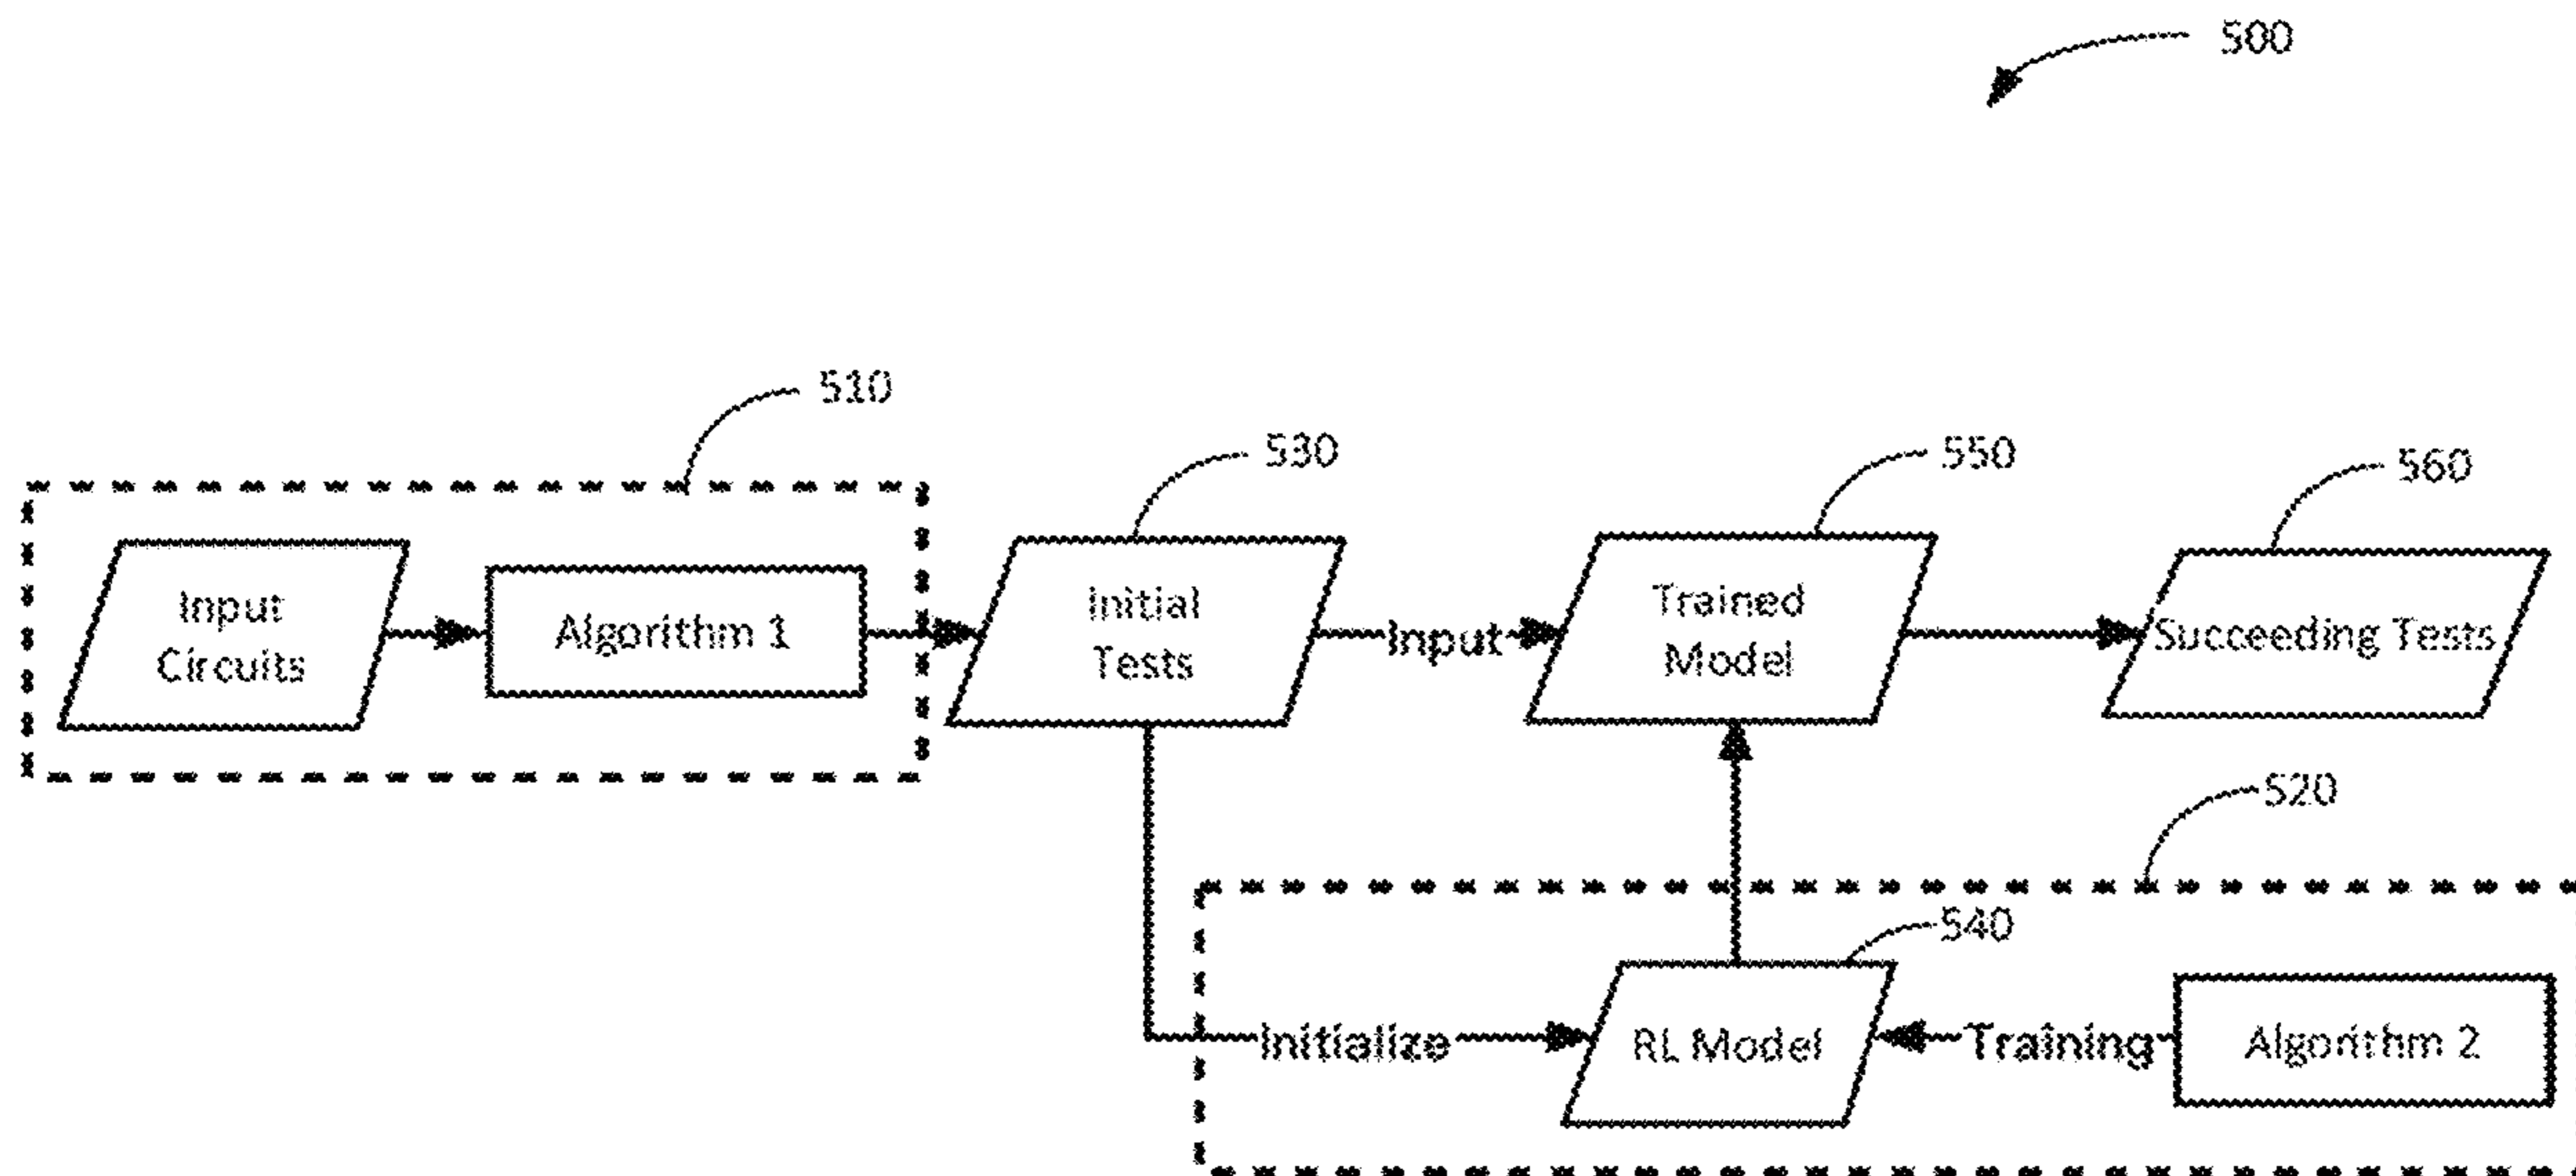 500
510
530
550
560
Input
Circuits
Algorithm 1
Initial
Tests
Input
Trained
Model
Succeeding Tests
520
540
Initialize
RL Model
Training
Algorithm 2